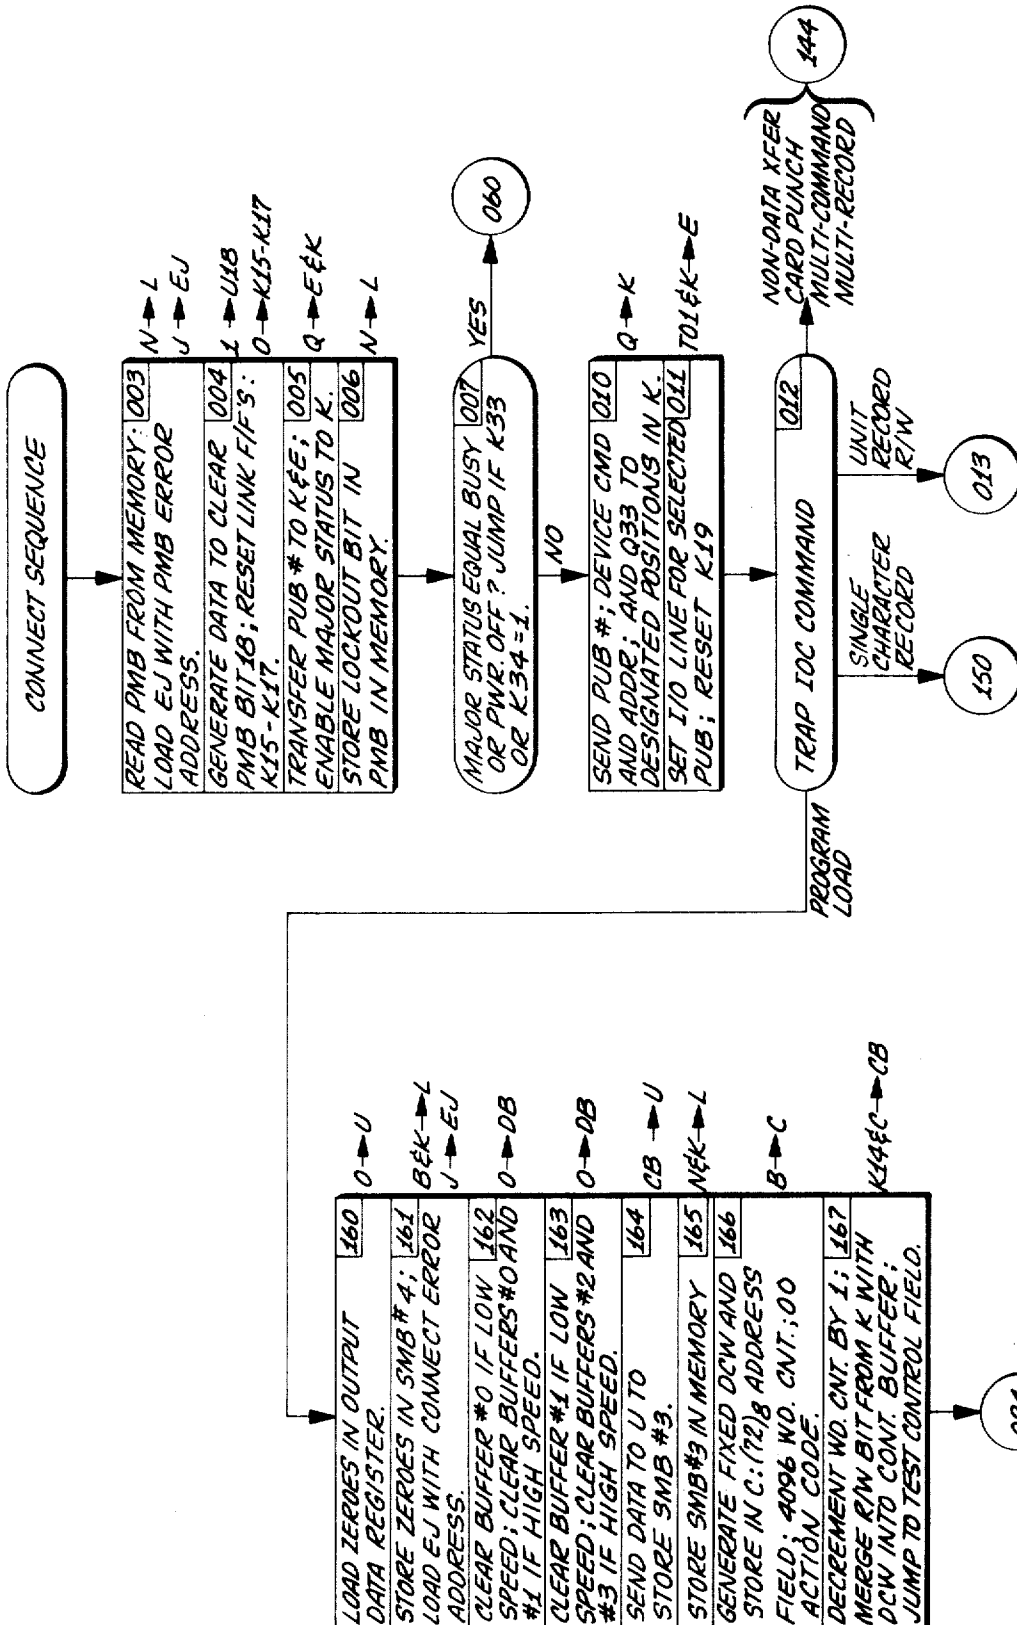 CONNECT SEQUENCE
READ PMB FROM MEMORY: 003
LOAD EJ WITH PMB ERROR
ADDRESS.
N→L
J→EJ
GENERATE DATA TO CLEAR 004
PMB BIT 18; RESET LINK F/F'S:
K15-K17.
1→U18
O→K15-K17
TRANSFER PUB # TO K&E; 005
ENABLE MAJOR STATUS TO K.
Q→E&K
STORE LOCKOUT BIT IN 006
PMB IN MEMORY.
N→L
MAJOR STATUS EQUAL BUSY 007
OR PWR. OFF? JUMP IF K33
OR K34=1.
YES
060
NO
SEND PUB #; DEVICE CMD 010
AND ADDR; AND Q33 TO
DESIGNATED POSITIONS IN K.
Q→K
SET I/O LINE FOR SELECTED 011
PUB; RESET K19
TO1&K→E
TRAP IOC COMMAND 012
NON-DATA XFER
CARD PUNCH
MULTI-COMMAND
MULTI-RECORD
144
UNIT
RECORD
R/W
013
SINGLE
CHARACTER
RECORD
150
PROGRAM
LOAD
LOAD ZEROES IN OUTPUT 160
DATA REGISTER.
O→U
STORE ZEROES IN SMB #4; 161
LOAD EJ WITH CONNECT ERROR
ADDRESS.
B&K→L
J→EJ
CLEAR BUFFER #0 IF LOW 162
SPEED; CLEAR BUFFERS #0 AND
#1 IF HIGH SPEED.
O→DB
CLEAR BUFFER #1 IF LOW 163
SPEED; CLEAR BUFFERS #2 AND
#3 IF HIGH SPEED.
O→DB
SEND DATA TO U TO 164
STORE SMB #3.
CB→U
STORE SMB#3 IN MEMORY 165
N&K→L
GENERATE FIXED DCW AND 166
STORE IN C:(72)8 ADDRESS
FIELD; 4096 WD. CNT.; 00
ACTION CODE.
B→C
DECREMENT WD. CNT. BY 1; 167
MERGE R/W BIT FROM K WITH
DCW INTO CONT. BUFFER;
JUMP TO TEST CONTROL FIELD.
K14&C→CB